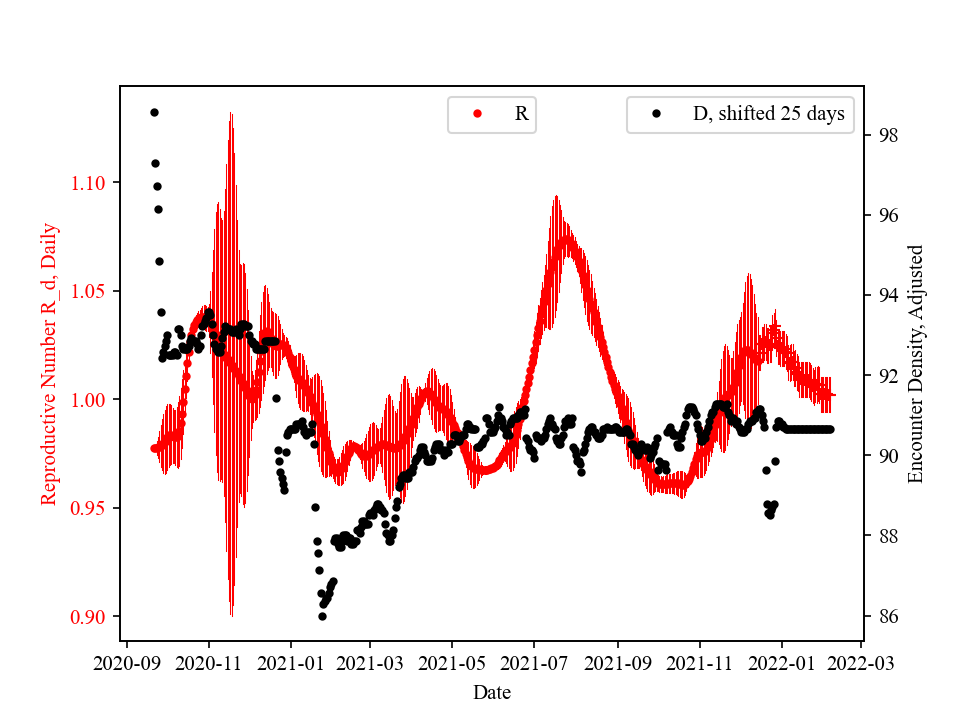 R
D, shifted 25 days
Reproductive Number R_d, Daily
1.10
1.05
1.00
0.95
0.90
98
96
94
92
90
88
86
Encounter Density, Adjusted
2020-09 2020-11 2021-01 2021-03 2021-05 2021-07 2021-09 2021-11 2022-01 2022-03
Date